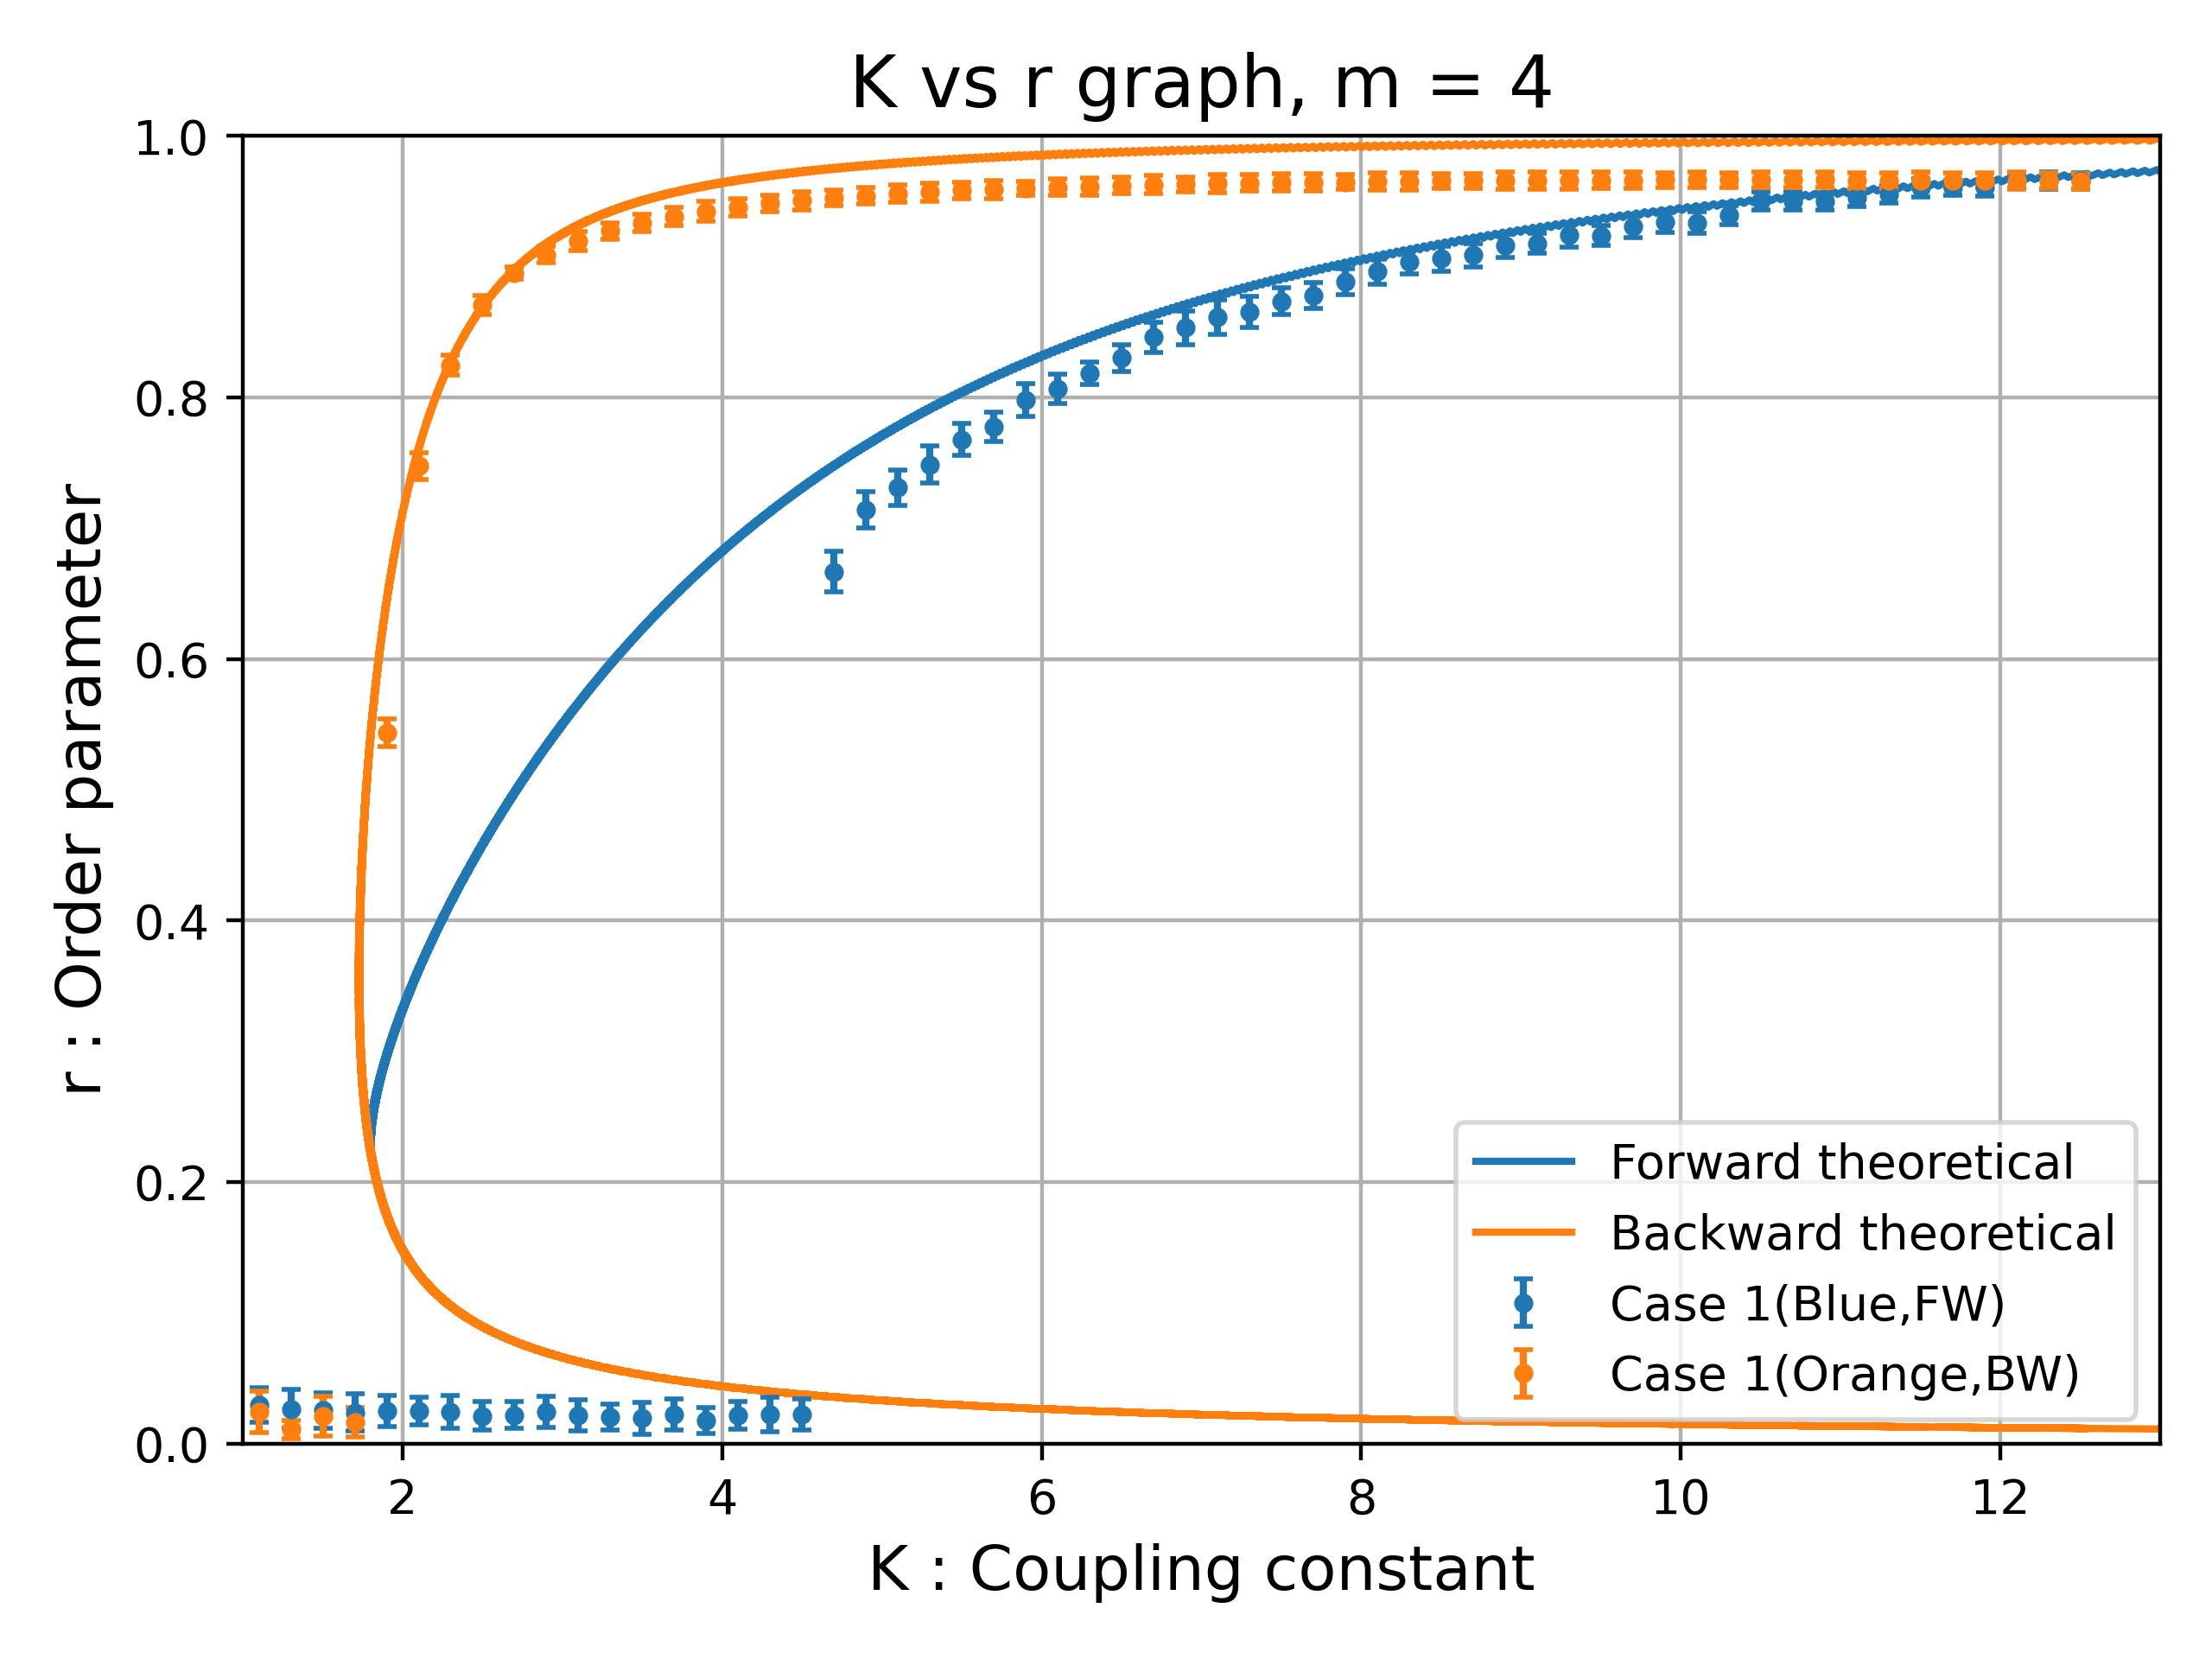 K vs r graph, m = 4
1.0
0.8
0.6
0.4
0.2
0.0
r : Order parameter
Forward theoretical
Backward theoretical
Case 1(Blue,FW)
Case 1(Orange,BW)
2 4 6 8 10 12
K : Coupling constant